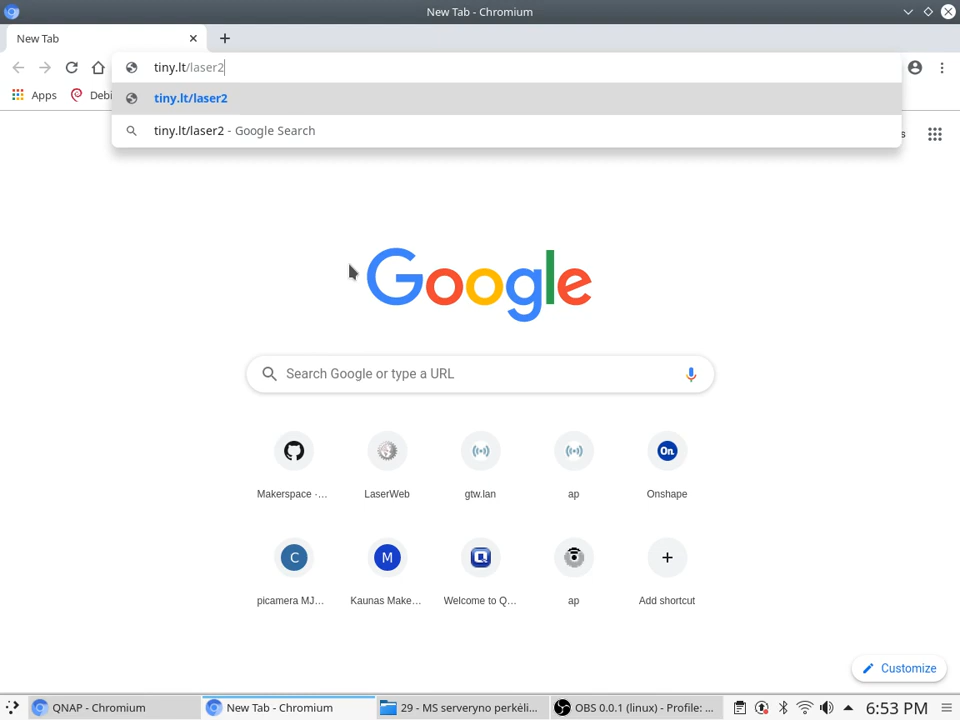 New Tab - Chromium
New Tab
tiny.lt/laser2
Apps
Debi
tiny.lt/laser2
tiny.lt/laser2 - Google Search
s
Google
Search Google or type a URL
On
Makerspace ·...
LaserWeb
gtw.lan
ap
Onshape
C
M
picamera MJ...
Kaunas Make...
Welcome to Q...
ap
Add shortcut
Customize
QNAP - Chromium
New Tab - Chromium
29 - MS serveryno perkėli...
OBS 0.0.1 (linux) - Profile: ...
6:53 PM